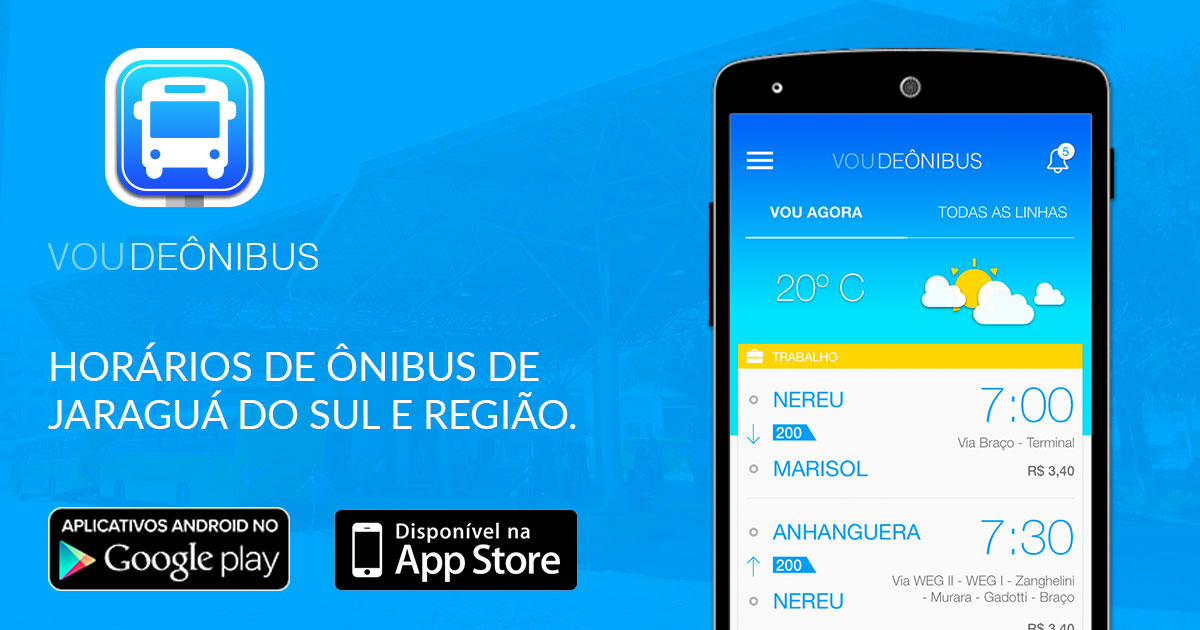 VOUDEÔNIBUS
HORÁRIOS DE ÔNIBUS DE
JARAGUÁ DO SUL E REGIÃO.
APLICATIVOS ANDROID NO
Google play
Disponível na
App Store
VOUDEÔNIBUS
5
VOU AGORA
TODAS AS LINHAS
20º C
TRABALHO
NEREU
7:00
200
Via Braço - Terminal
MARISOL
R$ 3,40
ANHANGUERA
7:30
200
Via WEG II - WEG I - Zanghelini
- Murara - Gadotti - Braço
NEREU
R$ 3,40